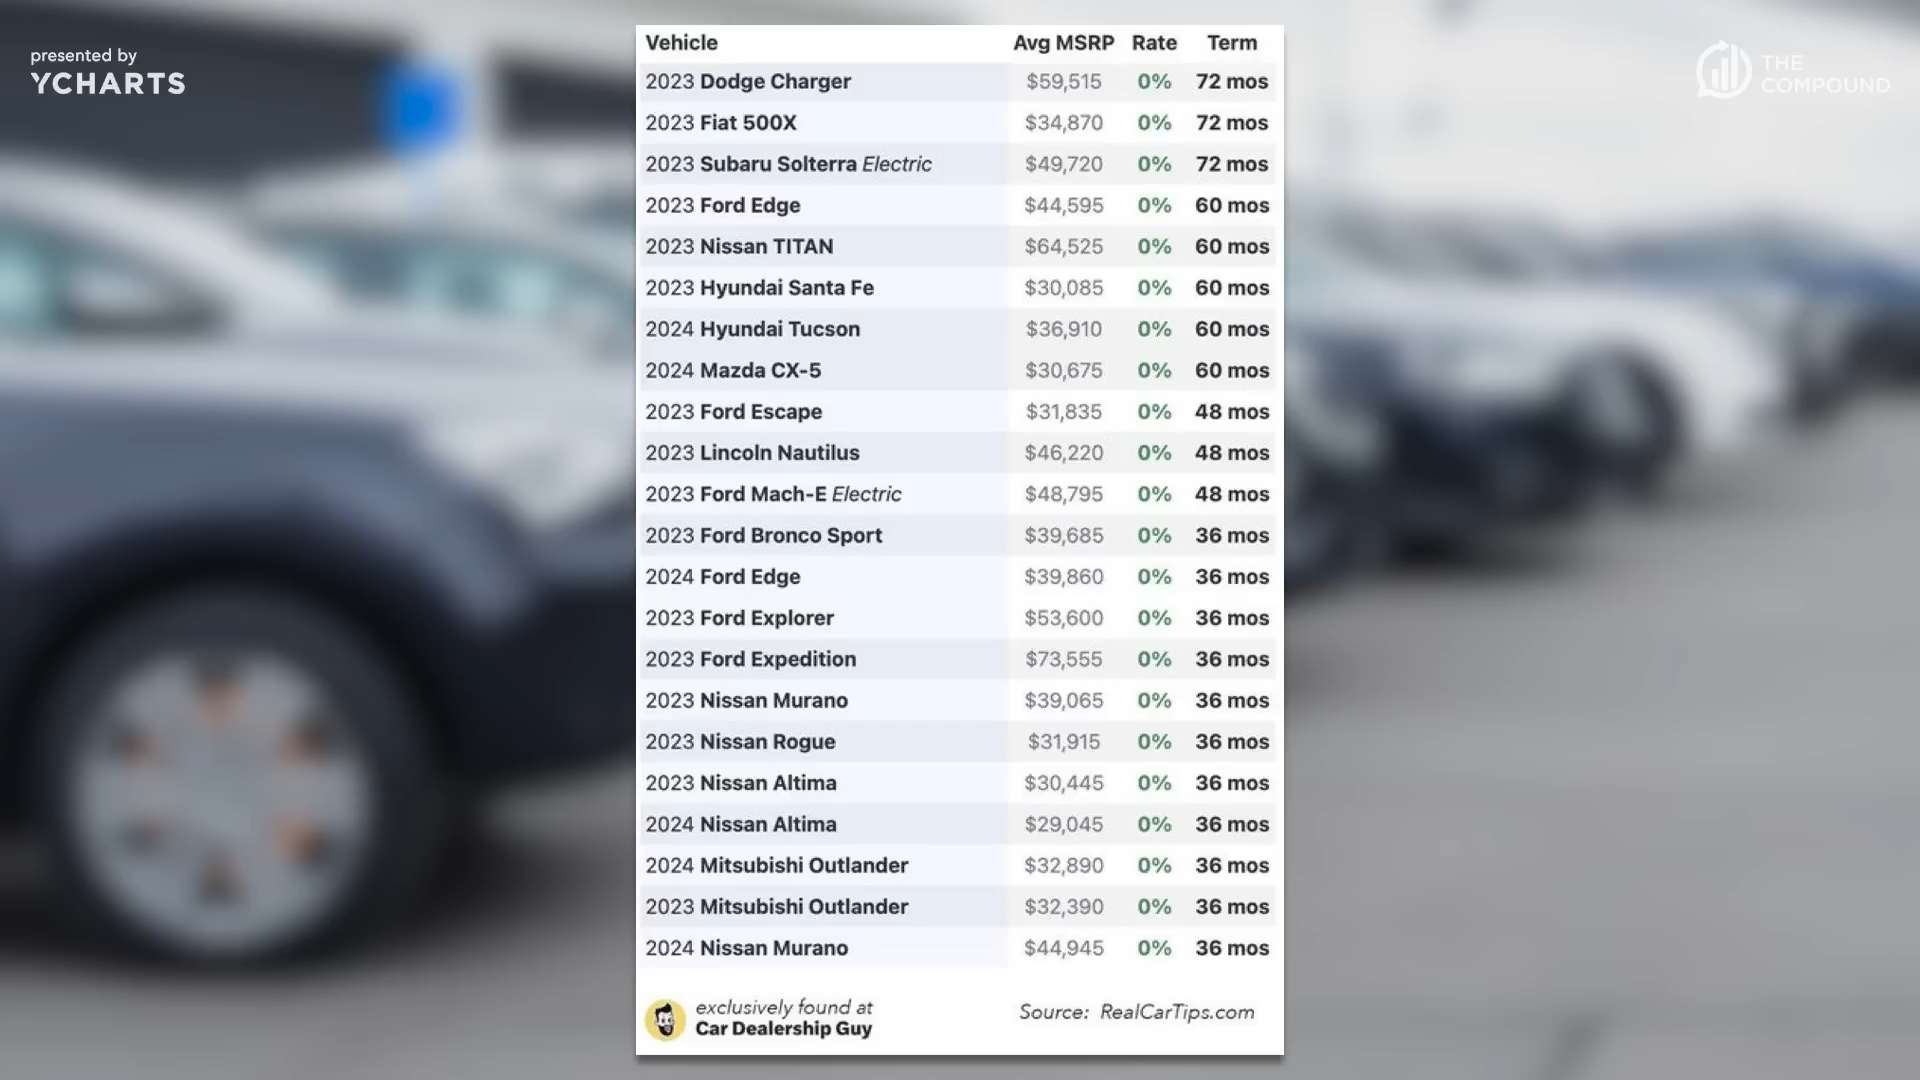 presented by
YCHARTS
THE
COMPOUND
Vehicle Avg MSRP Rate Term
2023 Dodge Charger $59,515 0% 72 mos
2023 Fiat 500X $34,870 0% 72 mos
2023 Subaru Solterra Electric $49,720 0% 72 mos
2023 Ford Edge $44,595 0% 60 mos
2023 Nissan TITAN $64,525 0% 60 mos
2023 Hyundai Santa Fe $30,085 0% 60 mos
2024 Hyundai Tucson $36,910 0% 60 mos
2024 Mazda CX-5 $30,675 0% 60 mos
2023 Ford Escape $31,835 0% 48 mos
2023 Lincoln Nautilus $46,220 0% 48 mos
2023 Ford Mach-E Electric $48,795 0% 48 mos
2023 Ford Bronco Sport $39,685 0% 36 mos
2024 Ford Edge $39,860 0% 36 mos
2023 Ford Explorer $53,600 0% 36 mos
2023 Ford Expedition $73,555 0% 36 mos
2023 Nissan Murano $39,065 0% 36 mos
2023 Nissan Rogue $31,915 0% 36 mos
2023 Nissan Altima $30,445 0% 36 mos
2024 Nissan Altima $29,045 0% 36 mos
2024 Mitsubishi Outlander $32,890 0% 36 mos
2023 Mitsubishi Outlander $32,390 0% 36 mos
2024 Nissan Murano $44,945 0% 36 mos
exclusively found at
Car Dealership Guy
Source: RealCarTips.com